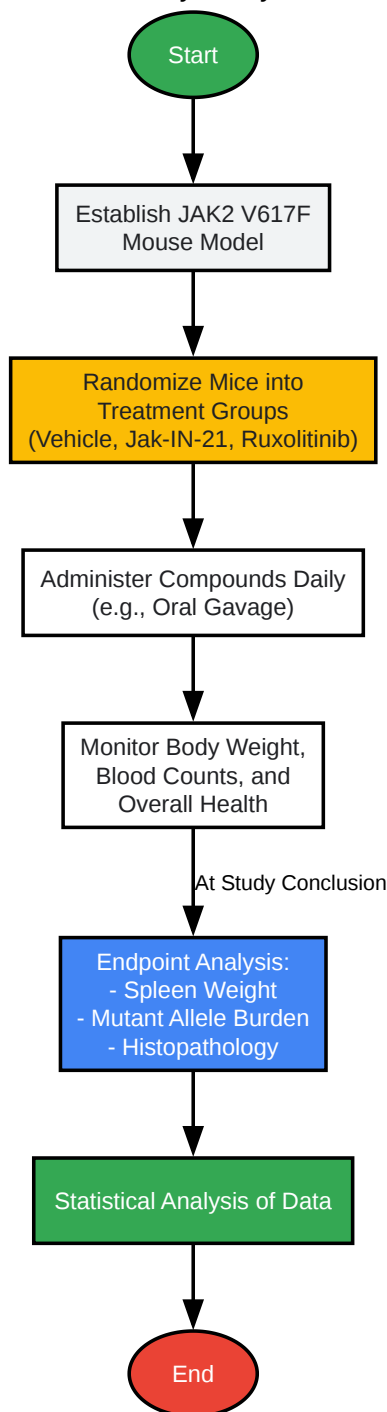 Start
Establish JAK2 V617F
Mouse Model
Randomize Mice into
Treatment Groups
(Vehicle, Jak-IN-21, Ruxolitinib)
Administer Compounds Daily
(e.g., Oral Gavage)
Monitor Body Weight,
Blood Counts, and
Overall Health
At Study Conclusion
Endpoint Analysis:
- Spleen Weight
- Mutant Allele Burden
- Histopathology
Statistical Analysis of Data
End